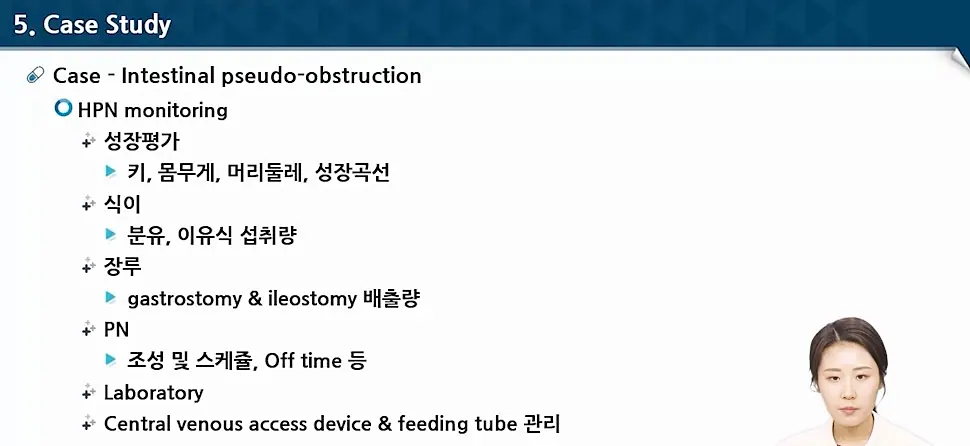 5. Case Study
Case - Intestinal pseudo-obstruction
HPN monitoring
성장평가
키, 몸무게, 머리둘레, 성장곡선
식이
분유, 이유식 섭취량
장루
gastrostomy & ileostomy 배출량
PN
조성 및 스케쥴, Off time 등
Laboratory
Central venous access device & feeding tube 관리